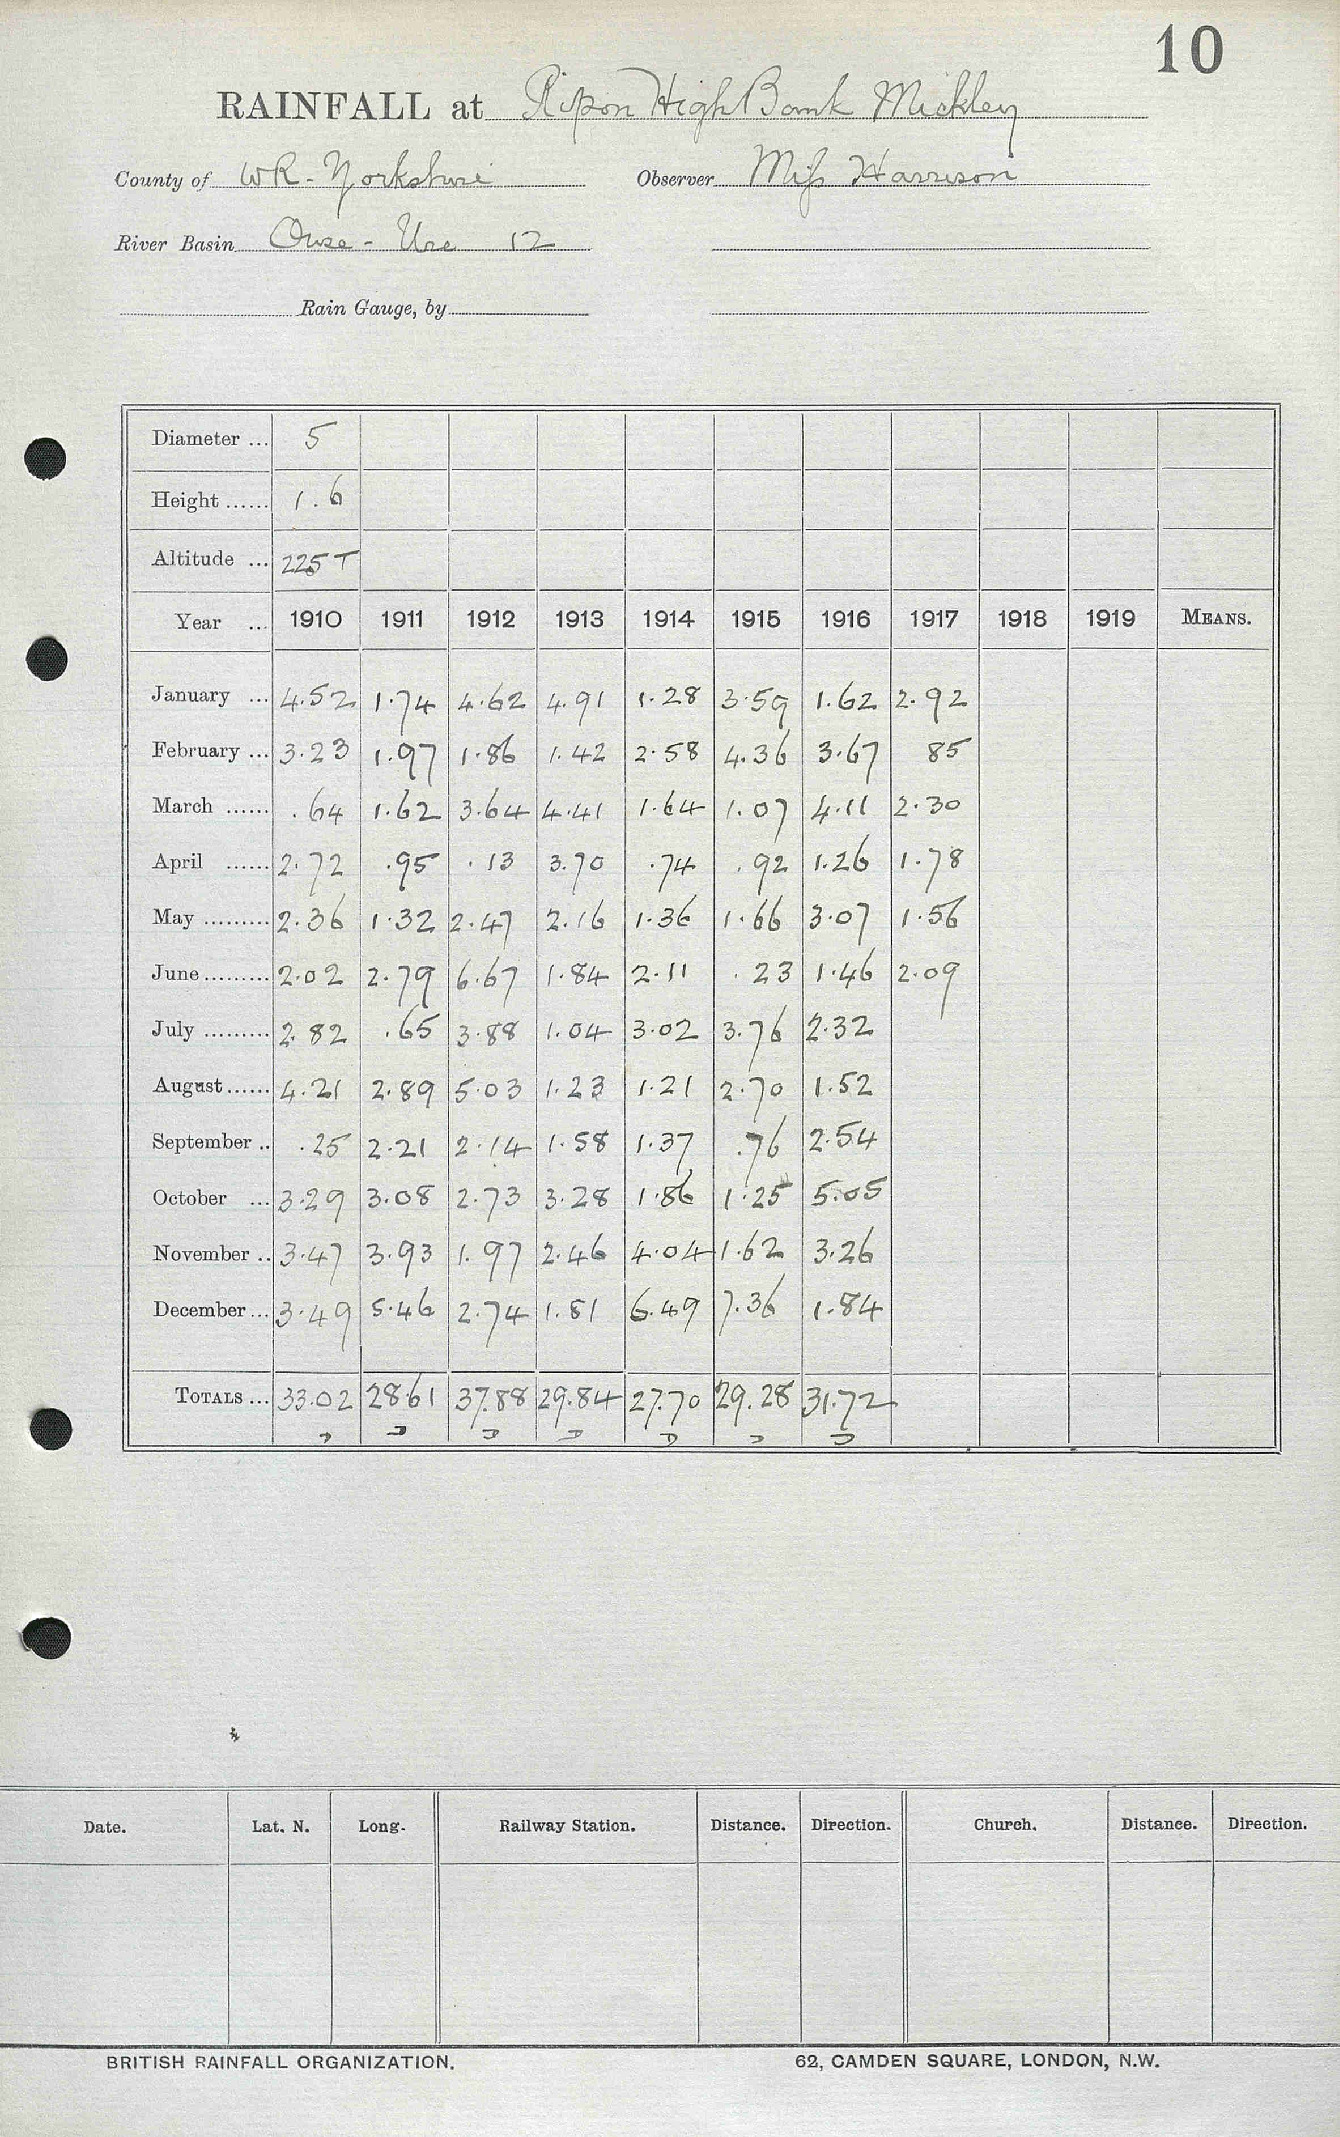 10
RAINFALL at Ripon High Bank Mickley
County of WR - Yorkshire Observer Miss Harrison
River Basin Ouse - Ure 12
Rain Gauge, by
Diameter ... 5
Height ...... 1.6
Altitude ... 225 T
Year ... 1910 1911 1912 1913 1914 1915 1916 1917 1918 1919 MEANS.
January ... 4.52 1.74 4.62 4.91 1.28 3.59 1.62 2.92
February ... 3.23 1.97 1.86 1.42 2.58 4.36 3.67 85
March ...... .64 1.62 3.64 4.41 1.64 1.07 4.11 2.30
April ...... 2.72 .95 .13 3.70 .74 .92 1.26 1.78
May ......... 2.36 1.32 2.47 2.16 1.36 1.66 3.07 1.56
June ......... 2.02 2.79 6.67 1.84 2.11 .23 1.46 2.09
July ......... 2.82 .65 3.88 1.04 3.02 3.76 2.32
August ...... 4.21 2.89 5.03 1.23 1.21 2.70 1.52
September .. .25 2.21 2.14 1.58 1.37 .76 2.54
October ... 3.29 3.08 2.73 3.28 1.86 1.25 5.05
November .. 3.47 3.93 1.97 2.46 4.04 1.62 3.26
December ... 3.49 5.46 2.74 1.81 6.49 7.36 1.84
TOTALS ... 33.02 28.61 37.88 29.84 27.70 29.28 31.72
Date. Lat. N. Long. Railway Station. Distance. Direction. Church. Distance. Direction.
BRITISH RAINFALL ORGANIZATION. 62, CAMDEN SQUARE, LONDON, N.W.